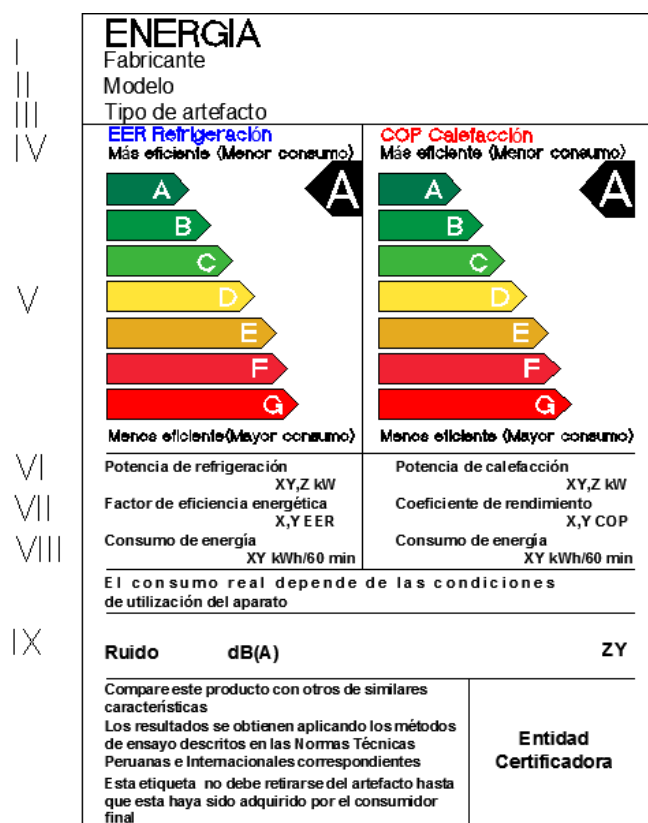 I
II
III
IV
V
VI
VII
VIII
IX
ENERGIA
Fabricante
Modelo
Tipo de artefacto
EER Refrigeración
Más eficiente (Menor consumo)
A
A
B
C
D
E
F
G
Menos eficiente(Mayor consumo)
COP Calefacción
Más eficiente (Menor consumo)
A
A
B
C
D
E
F
G
Menos eficiente (Mayor consumo)
Potencia de refrigeración
XY,Z kW
Factor de eficiencia energética
X,Y EER
Consumo de energía
XY kWh/60 min
Potencia de calefacción
XY,Z kW
Coeficiente de rendimiento
X,Y COP
Consumo de energía
XY kWh/60 min
El consumo real depende de las condiciones
de utilización del aparato
Ruido dB(A) ZY
Compare este producto con otros de similares
características
Los resultados se obtienen aplicando los métodos
de ensayo descritos en las Normas Técnicas
Peruanas e Internacionales correspondientes
Esta etiqueta no debe retirarse del artefacto hasta
que esta haya sido adquirido por el consumidor
final
Entidad
Certificadora